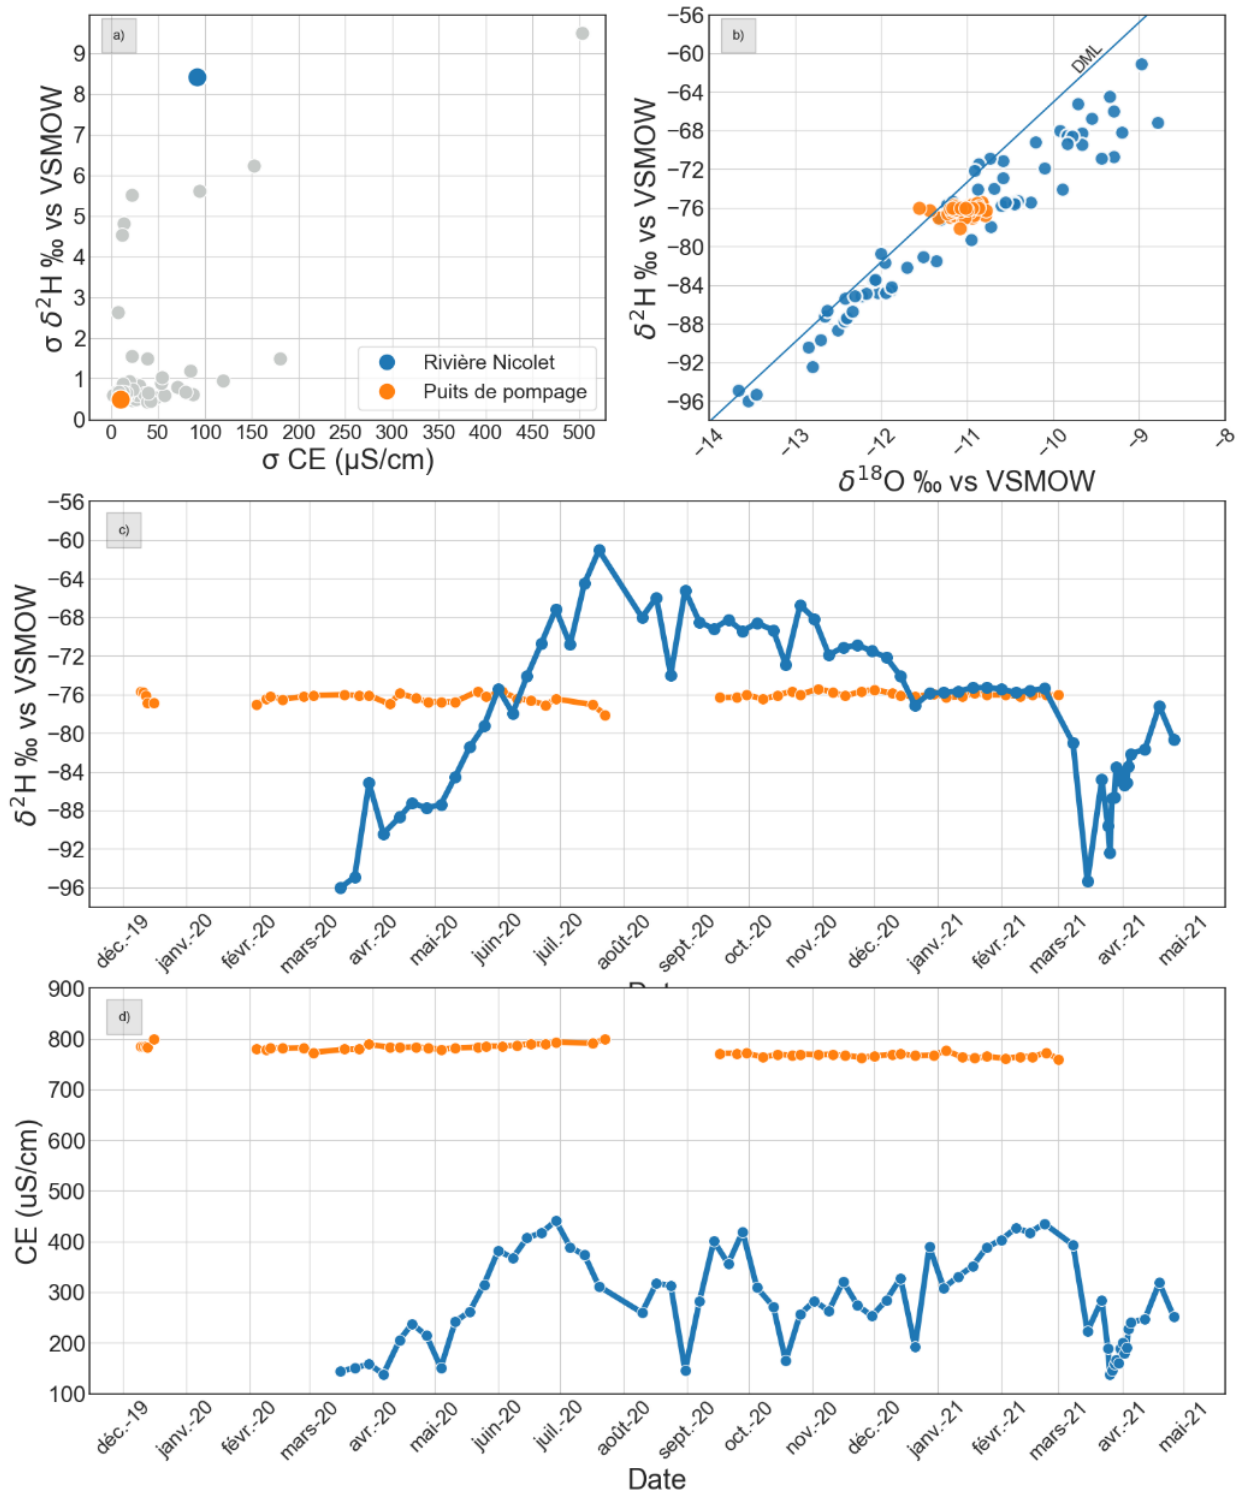 a)
9
8
7
6
5
4
3
2
1
0
σ δ²H ‰ vs VSMOW
Rivière Nicolet
Puits de pompage
0 50 100 150 200 250 300 350 400 450 500
σ CE (µS/cm)
b)
DML
−56
−60
−64
−68
−72
−76
−80
−84
−88
−92
−96
δ²H ‰ vs VSMOW
−14 −13 −12 −11 −10 −9 −8
δ¹⁸O ‰ vs VSMOW
c)
−56
−60
−64
−68
−72
−76
−80
−84
−88
−92
−96
δ²H ‰ vs VSMOW
déc.-19 janv.-20 févr.-20 mars-20 avr.-20 mai-20 juin-20 juil.-20 août-20 sept.-20 oct.-20 nov.-20 déc.-20 janv.-21 févr.-21 mars-21 avr.-21 mai-21
Date
d)
900
800
700
600
500
400
300
200
100
CE (uS/cm)
déc.-19 janv.-20 févr.-20 mars-20 avr.-20 mai-20 juin-20 juil.-20 août-20 sept.-20 oct.-20 nov.-20 déc.-20 janv.-21 févr.-21 mars-21 avr.-21 mai-21
Date